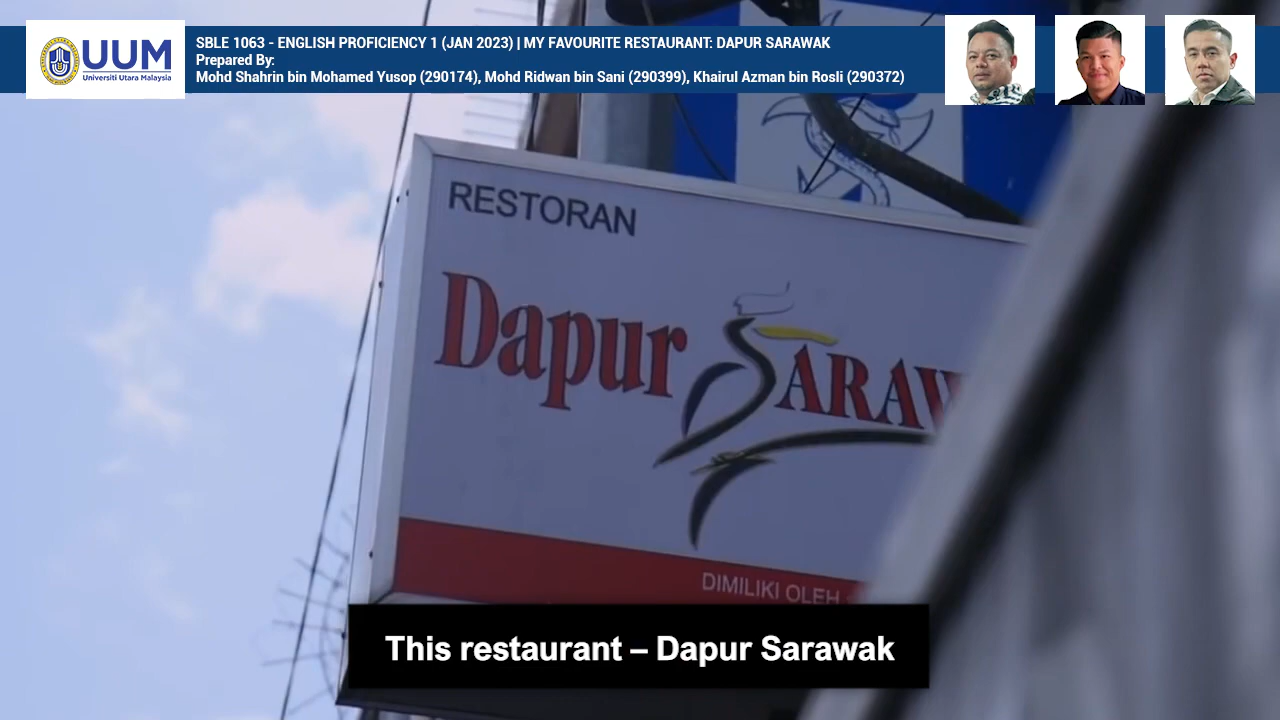 UUM
Universiti Utara Malaysia
SBLE 1063 - ENGLISH PROFICIENCY 1 (JAN 2023) | MY FAVOURITE RESTAURANT: DAPUR SARAWAK
Prepared By:
Mohd Shahrin bin Mohamed Yusop (290174), Mohd Ridwan bin Sani (290399), Khairul Azman bin Rosli (290372)
RESTORAN
Dapur SARAW
DIMILIKI OLEH
This restaurant – Dapur Sarawak